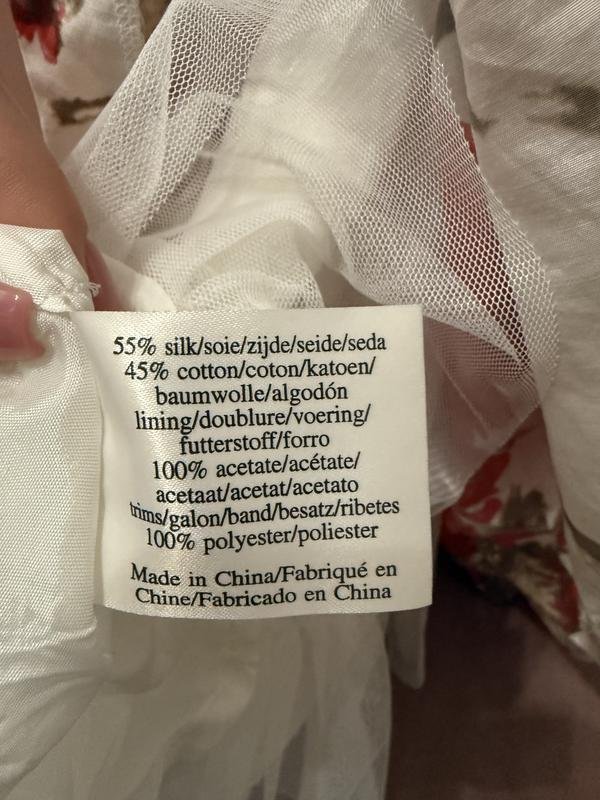 55% silk/soie/zijde/seide/seda
45% cotton/coton/katoen/
baumwolle/algodón
lining/doublure/voering/
futterstoff/forro
100% acetate/acétate/
acetaat/acetat/acetato
trims/galon/band/besatz/ribetes
100% polyester/poliester
Made in China/Fabriqué en
Chine/Fabricado en China